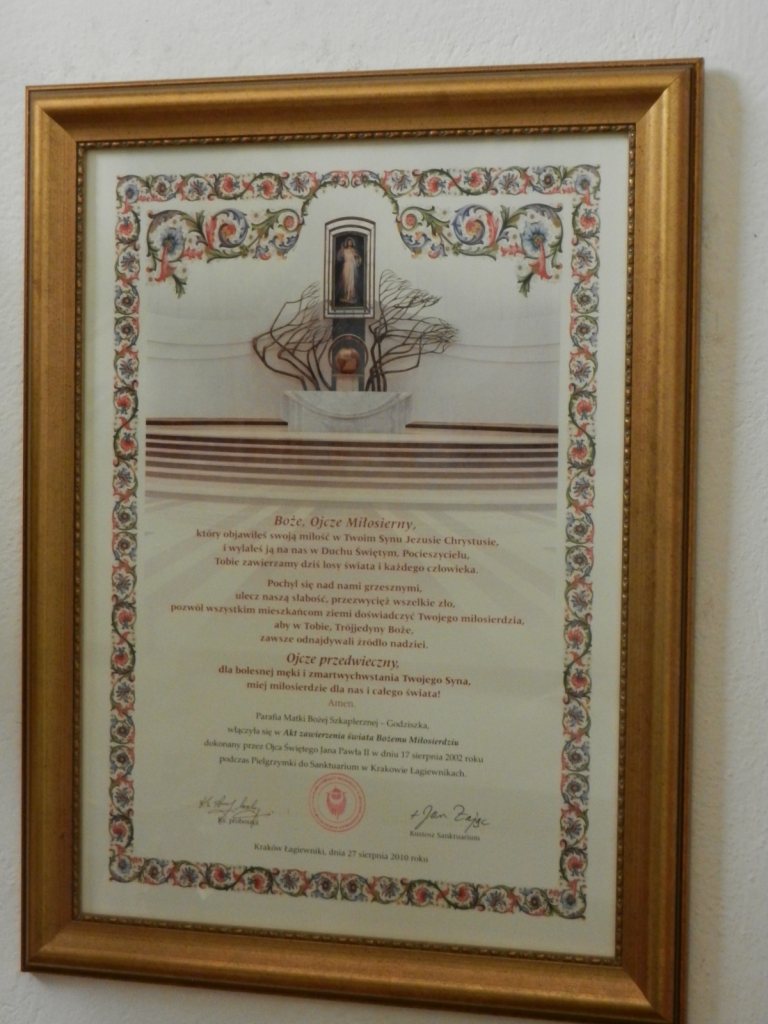 Boże, Ojcze Miłosierny,
który objawiłeś swoją miłość w Twoim Synu Jezusie Chrystusie,
i wylałeś ją na nas w Duchu Świętym, Pocieszycielu,
Tobie zawierzamy dziś losy świata i każdego człowieka.
Pochyl się nad nami grzesznymi,
ulecz naszą słabość, przezwycięż wszelkie zło,
pozwól wszystkim mieszkańcom ziemi doświadczyć Twojego miłosierdzia,
aby w Tobie, Trójjedyny Boże,
zawsze odnajdywali źródło nadziei.
Ojcze przedwieczny,
dla bolesnej męki i zmartwychwstania Twojego Syna,
miej miłosierdzie dla nas i całego świata!
Amen.
Parafia Matki Bożej Szkaplerznej – Godziszka,
włączyła się w Akt zawierzenia świata Bożemu Miłosierdziu
dokonany przez Ojca Świętego Jana Pawła II w dniu 17 sierpnia 2002 roku
podczas Pielgrzymki do Sanktuarium w Krakowie Łagiewnikach.
+ Jan Zając
Ks. proboszcz
Kustosz Sanktuarium
Kraków Łagiewniki, dnia 27 sierpnia 2010 roku